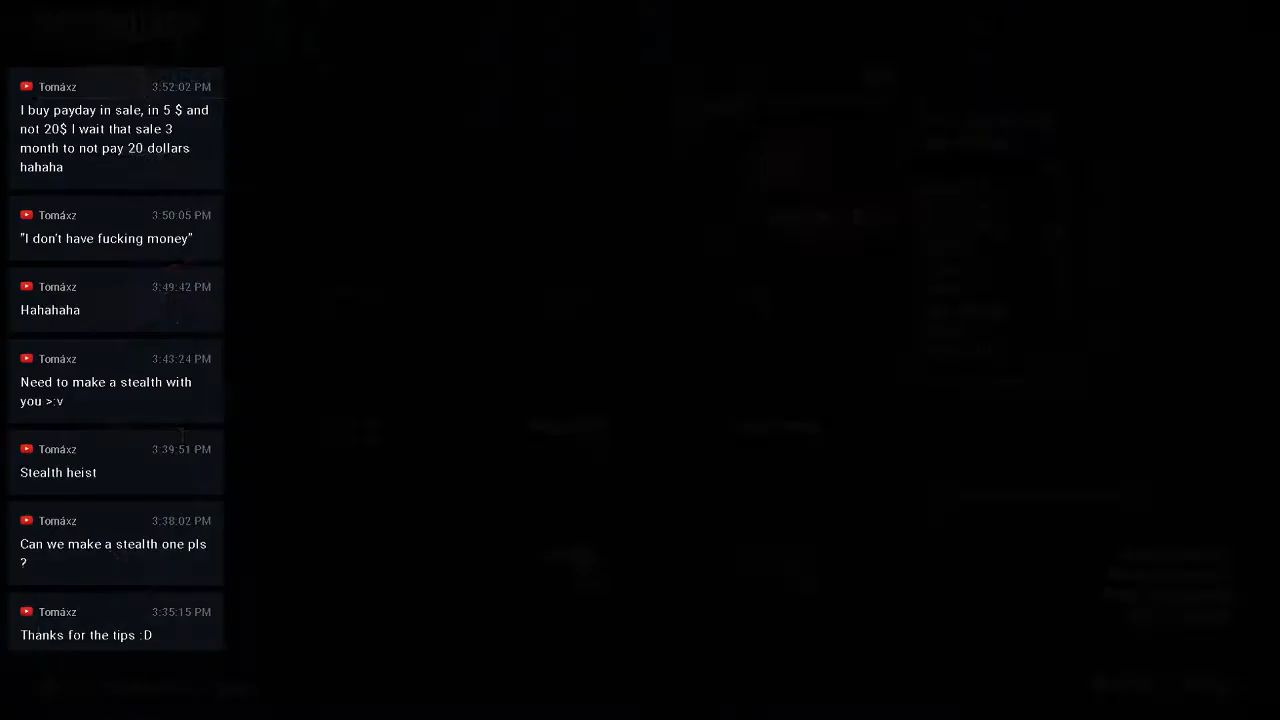 Tomáxz 3:52:02 PM
I buy payday in sale, in 5 $ and
not 20$ I wait that sale 3
month to not pay 20 dollars
hahaha
Tomáxz 3:50:05 PM
"I don't have fucking money"
Tomáxz 3:49:42 PM
Hahahaha
Tomáxz 3:43:24 PM
Need to make a stealth with
you >:v
Tomáxz 3:39:51 PM
Stealth heist
Tomáxz 3:38:02 PM
Can we make a stealth one pls
?
Tomáxz 3:35:15 PM
Thanks for the tips :D